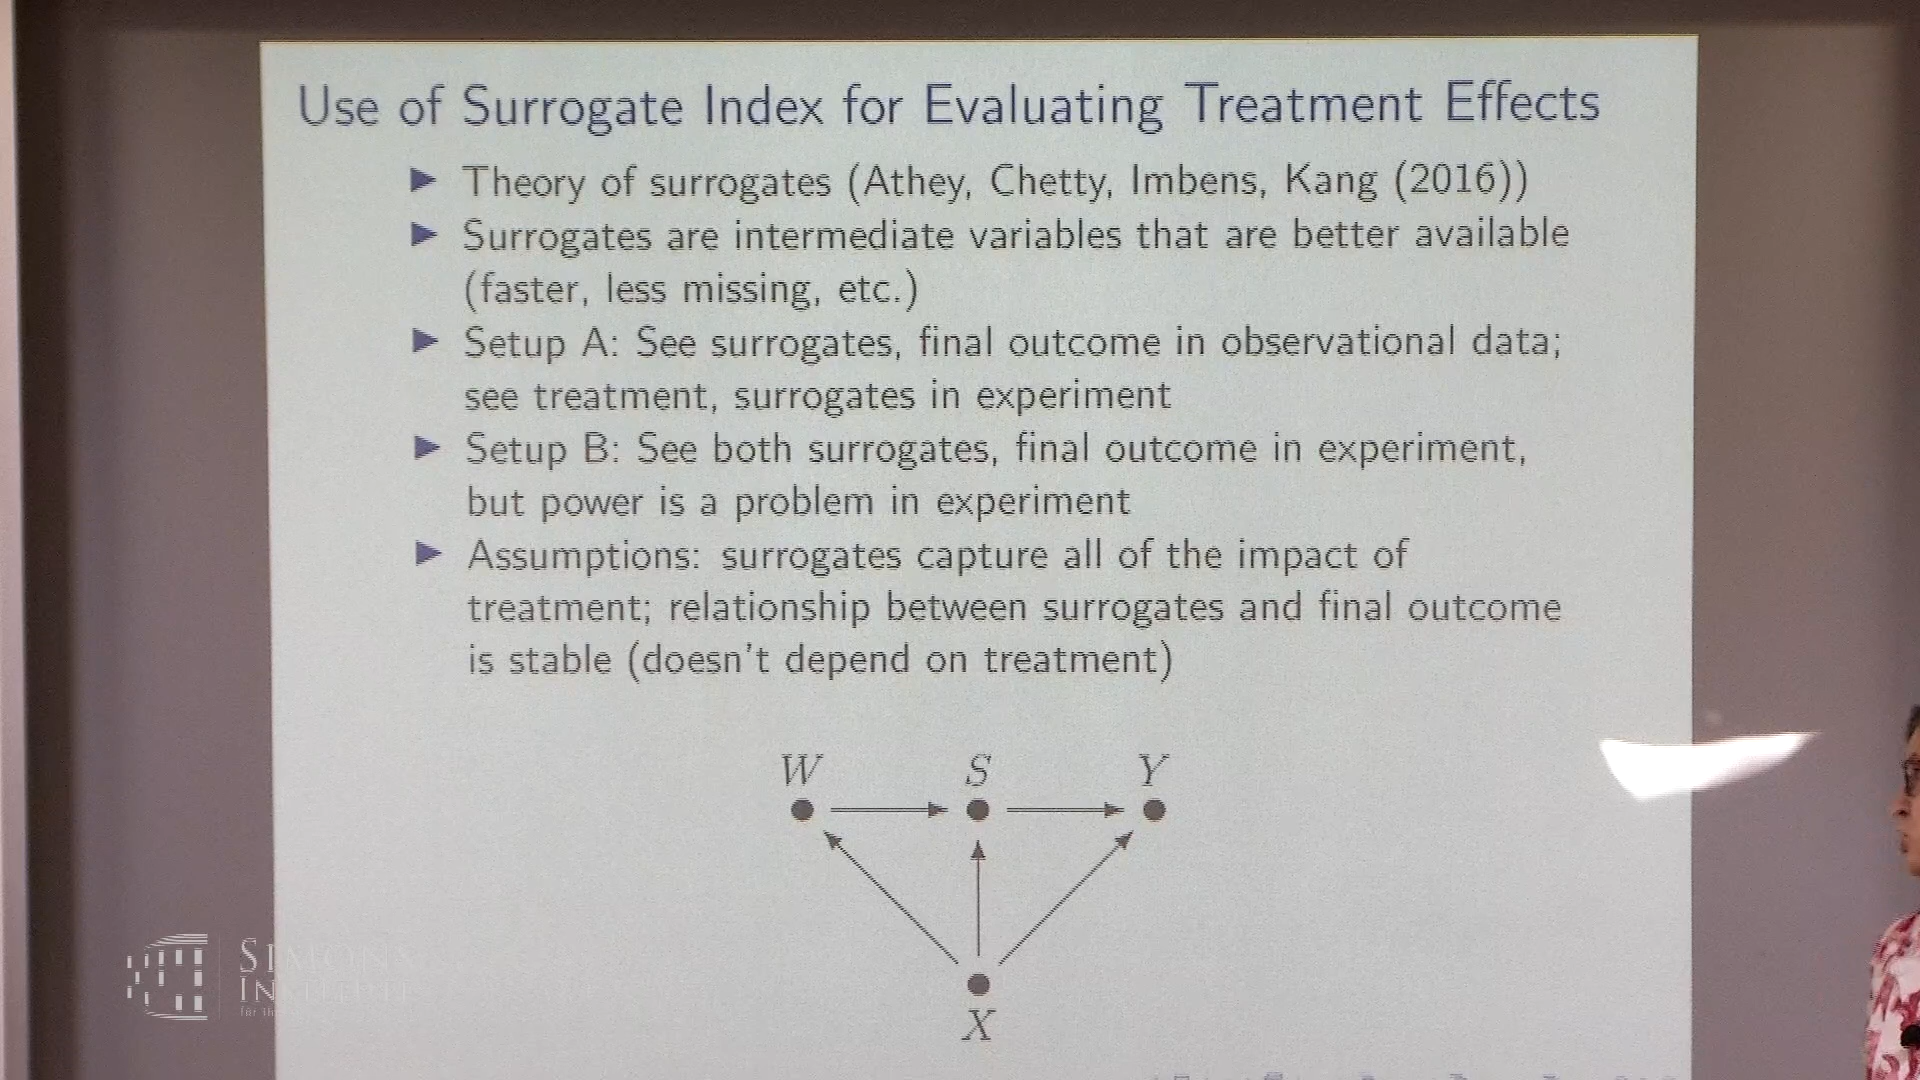 Use of Surrogate Index for Evaluating Treatment Effects
▶ Theory of surrogates (Athey, Chetty, Imbens, Kang (2016))
▶ Surrogates are intermediate variables that are better available
(faster, less missing, etc.)
▶ Setup A: See surrogates, final outcome in observational data;
see treatment, surrogates in experiment
▶ Setup B: See both surrogates, final outcome in experiment,
but power is a problem in experiment
▶ Assumptions: surrogates capture all of the impact of
treatment; relationship between surrogates and final outcome
is stable (doesn't depend on treatment)
W S Y
X
SIMONS
INSTITUTE